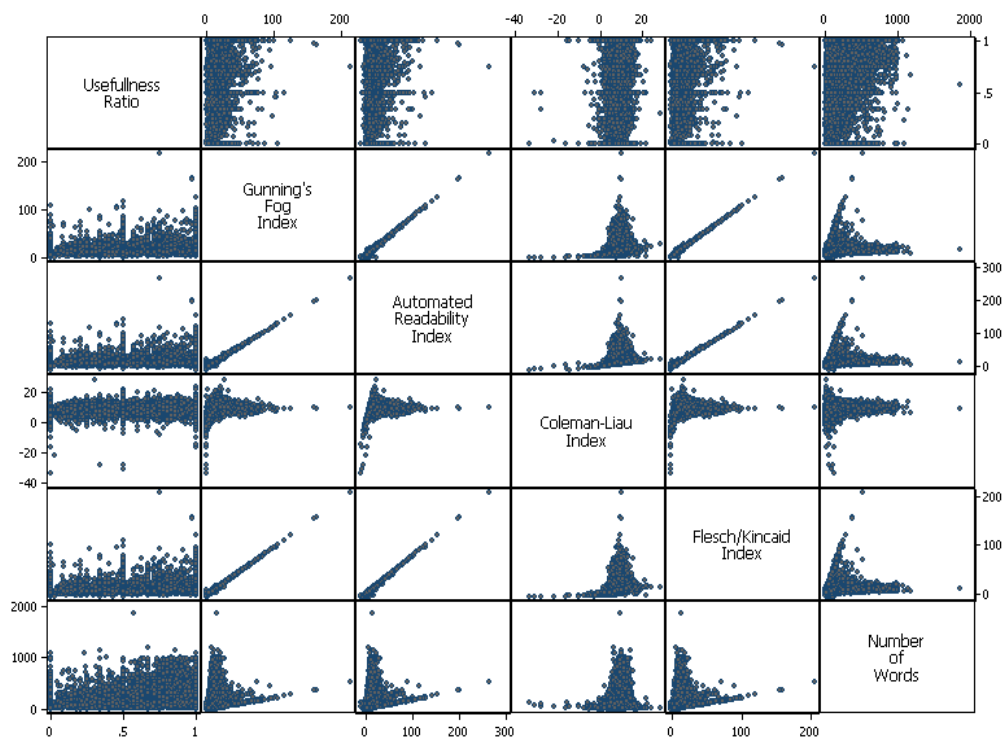 0 100 200 -40 0 20 0 1000 2000
Usefullness
Ratio
1
.5
0
200
100
0
Gunning's
Fog
Index
Automated
Readability
Index
300
200
100
0
20
0
-20
-40
Coleman-Liau
Index
Flesch/Kincaid
Index
200
100
0
2000
1000
0
Number
of
Words
0 .5 1 0 100 200 300 0 100 200